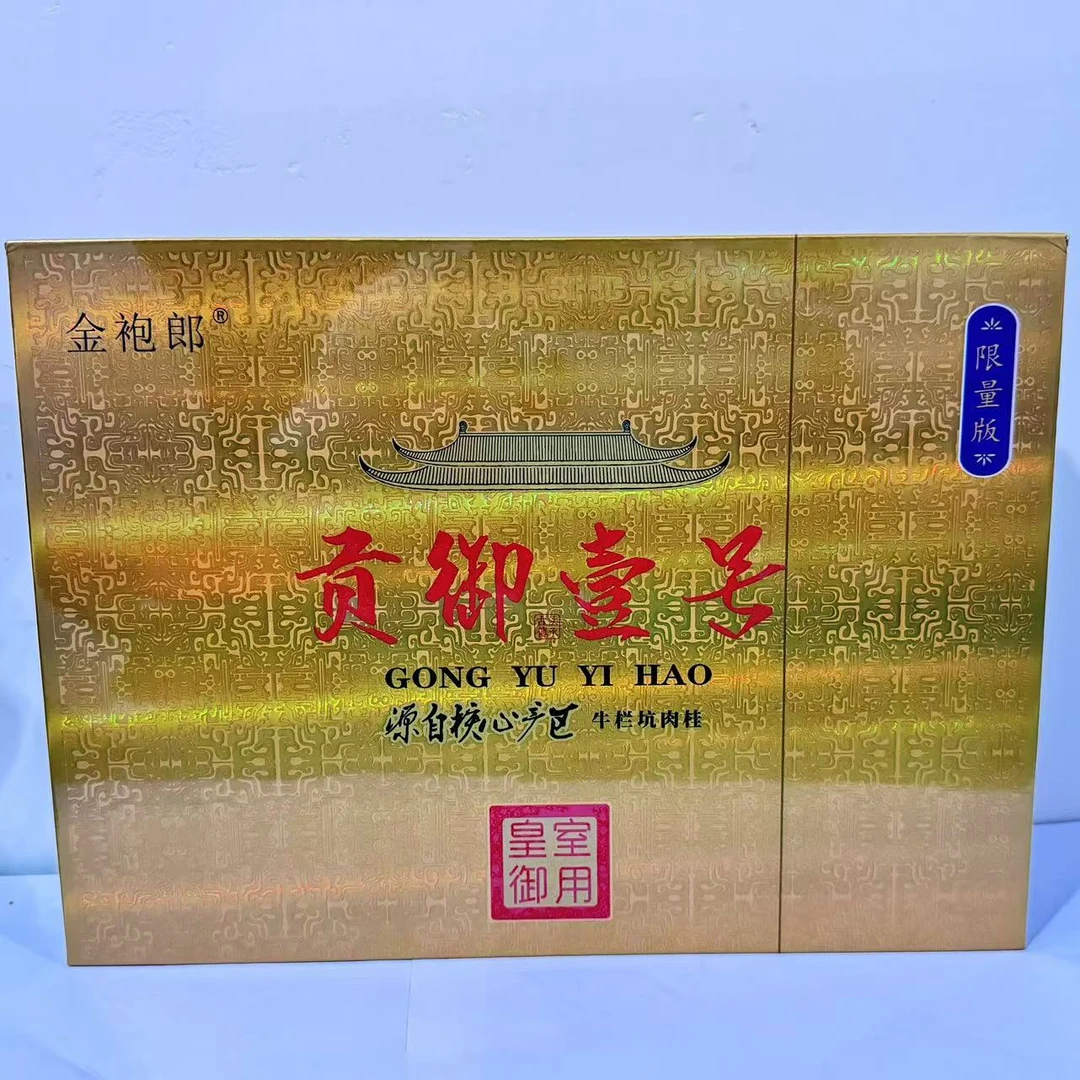 金袍郎®
限量版
贡御壹号
GONG YU YI HAO
源自核心产区 牛栏坑肉桂
皇室
御用